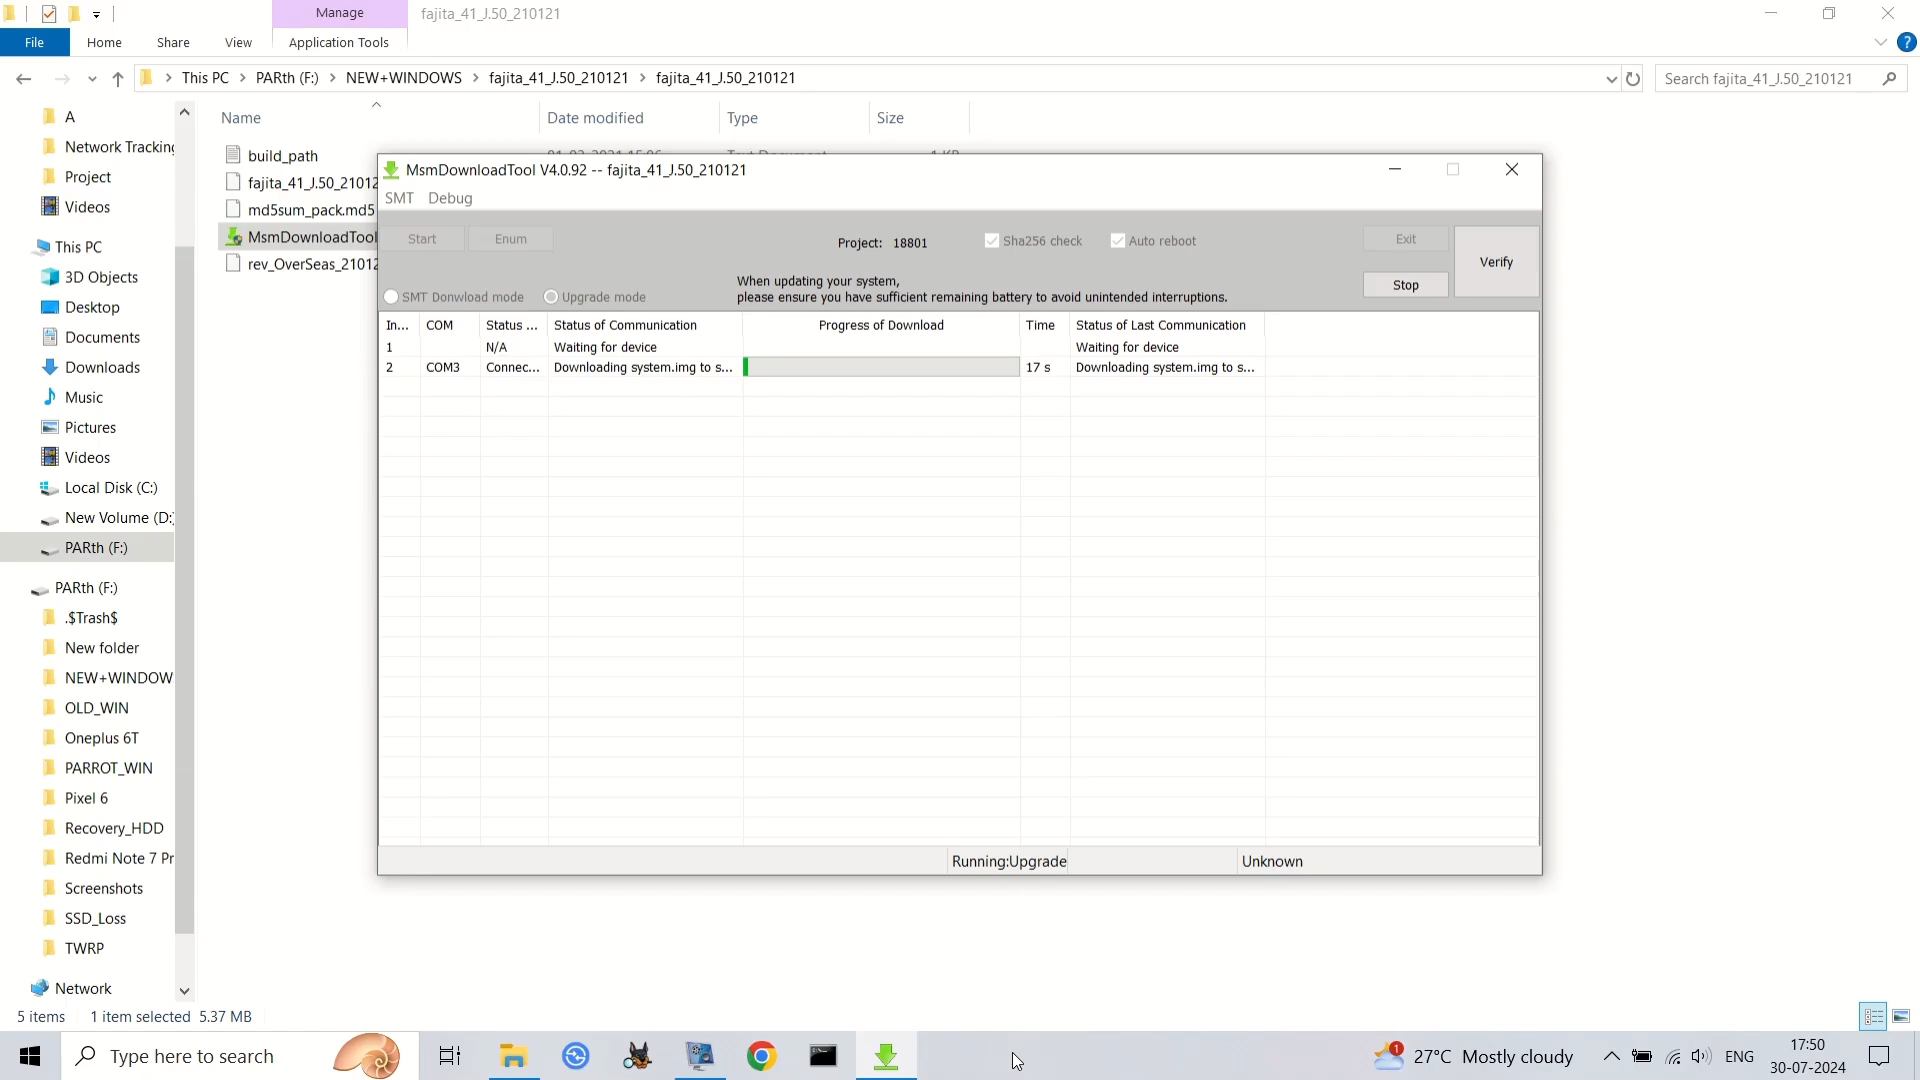 Manage
fajita_41_J.50_210121
File
Home
Share
View
Application Tools
This PC
PARth (F:)
NEW+WINDOWS
fajita_41_J.50_210121
fajita_41_J.50_210121
Search fajita_41_J.50_210121
A
Network Tracking
Project
Videos
This PC
3D Objects
Desktop
Documents
Downloads
Music
Pictures
Videos
Local Disk (C:)
New Volume (D:)
PARth (F:)
PARth (F:)
.$Trash$
New folder
NEW+WINDOW
OLD_WIN
Oneplus 6T
PARROT_WIN
Pixel 6
Recovery_HDD
Redmi Note 7 Pr
Screenshots
SSD_Loss
TWRP
Network
Name
Date modified
Type
Size
build_path
fajita_41_J.50_21012
md5sum_pack.md5
MsmDownloadTool
rev_OverSeas_21012
MsmDownloadTool V4.0.92 -- fajita_41_J.50_210121
SMT Debug
Start
Enum
Project: 18801
Sha256 check
Auto reboot
Exit
Verify
Stop
SMT Donwload mode
Upgrade mode
When updating your system,
please ensure you have sufficient remaining battery to avoid unintended interruptions.
In... COM Status ... Status of Communication Progress of Download Time Status of Last Communication
1 N/A Waiting for device Waiting for device
2 COM3 Connec... Downloading system.img to s... 17 s Downloading system.img to s...
Running:Upgrade
Unknown
5 items 1 item selected 5.37 MB
Type here to search
1
27°C Mostly cloudy
ENG
17:50
30-07-2024